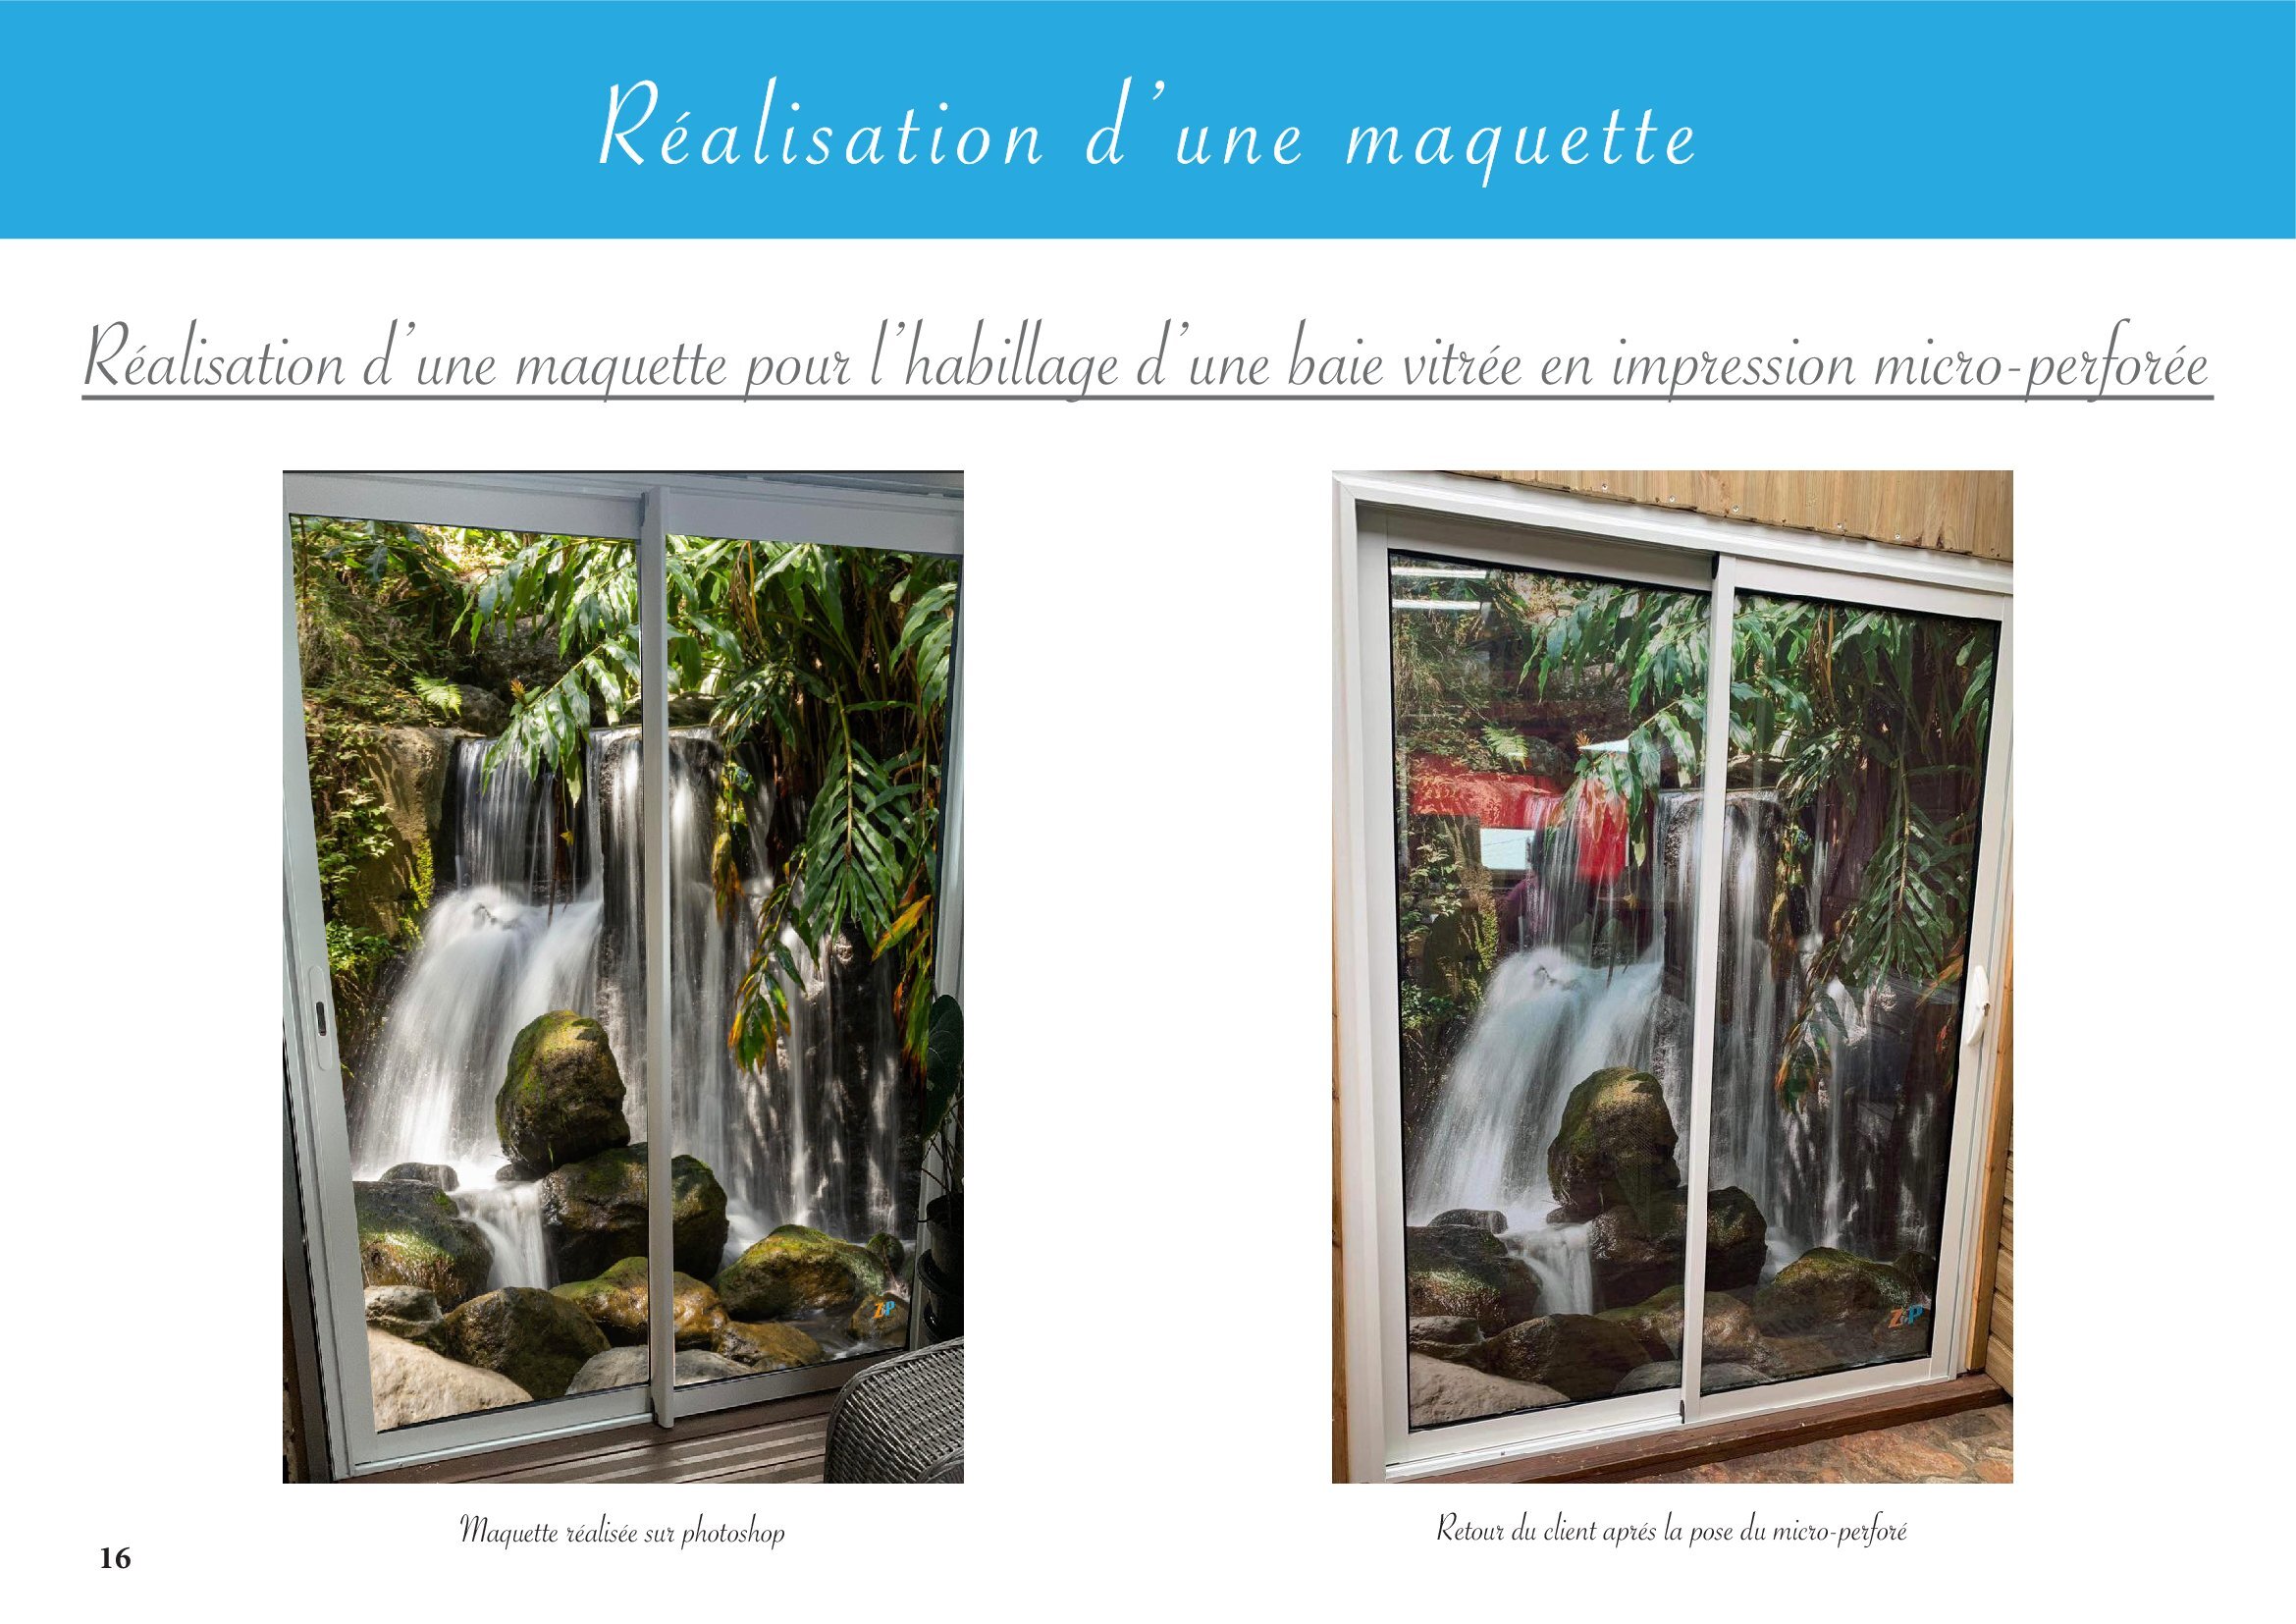 Réalisation d'une maquette
Réalisation d'une maquette pour l'habillage d'une baie vitrée en impression micro-perforée
Z&P
Z&P
Maquette réalisée sur photoshop
Retour du client aprés la pose du micro-perforé
16